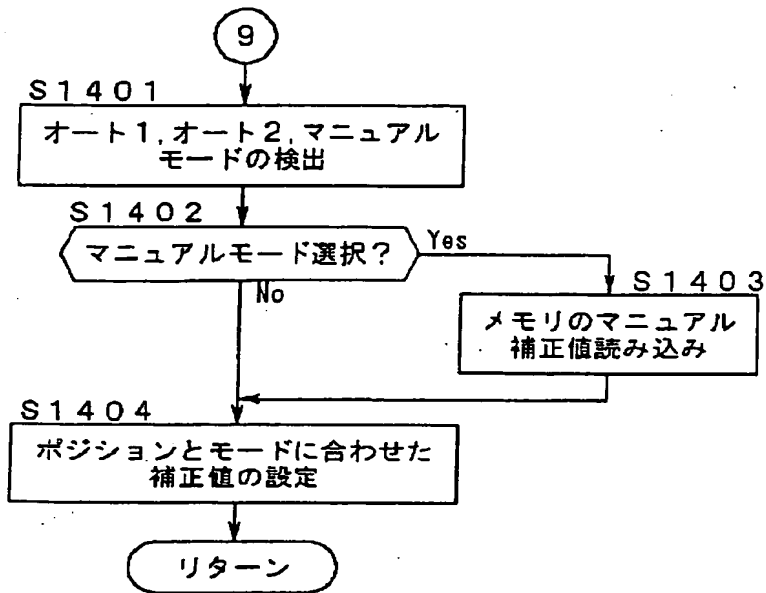 9
S1401
オート1,オート2,マニュアル
モードの検出
S1402
マニュアルモード選択?
Yes
No
S1403
メモリのマニュアル
補正値読み込み
S1404
ポジションとモードに合わせた
補正値の設定
リターン